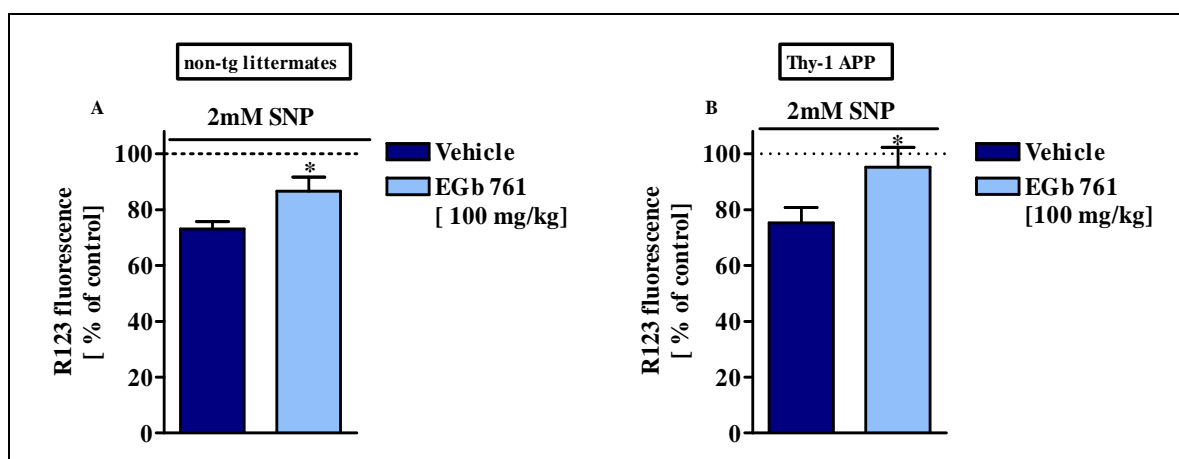 non-tg littermates
A
2mM SNP
R123 fluorescence
[ % of control]
100
80
60
40
20
0
*
Vehicle
EGb 761
[ 100 mg/kg]
Thy-1 APP
B
2mM SNP
R123 fluorescence
[ % of control]
100
80
60
40
20
0
*
Vehicle
EGb 761
[100 mg/kg]